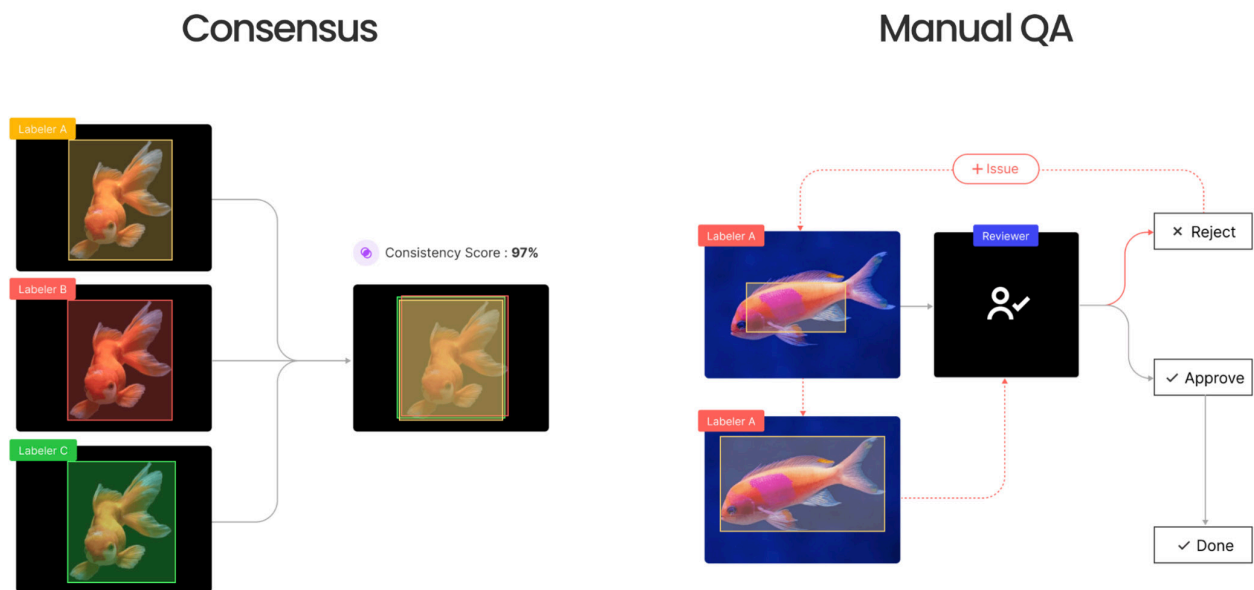 Consensus
Labeler A
Labeler B
Labeler C
Consistency Score : 97%
Manual QA
+ Issue
Labeler A
Reviewer
Labeler A
× Reject
✓ Approve
✓ Done